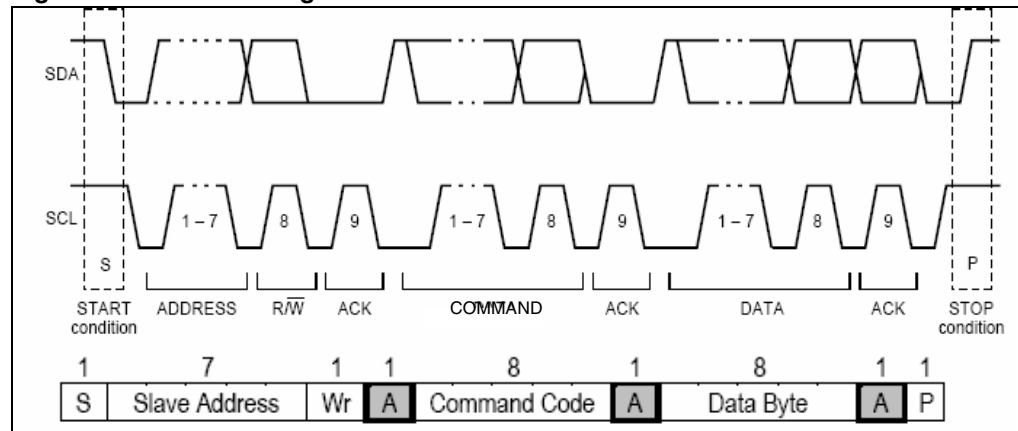 SDA
SCL
1 – 7 8 9 1 – 7 8 9 1 – 7 8 9
S P
START condition ADDRESS R/W̅ ACK COMMAND ACK DATA ACK STOP condition
1 7 1 1 8 1 8 1 1
S Slave Address Wr A Command Code A Data Byte A P